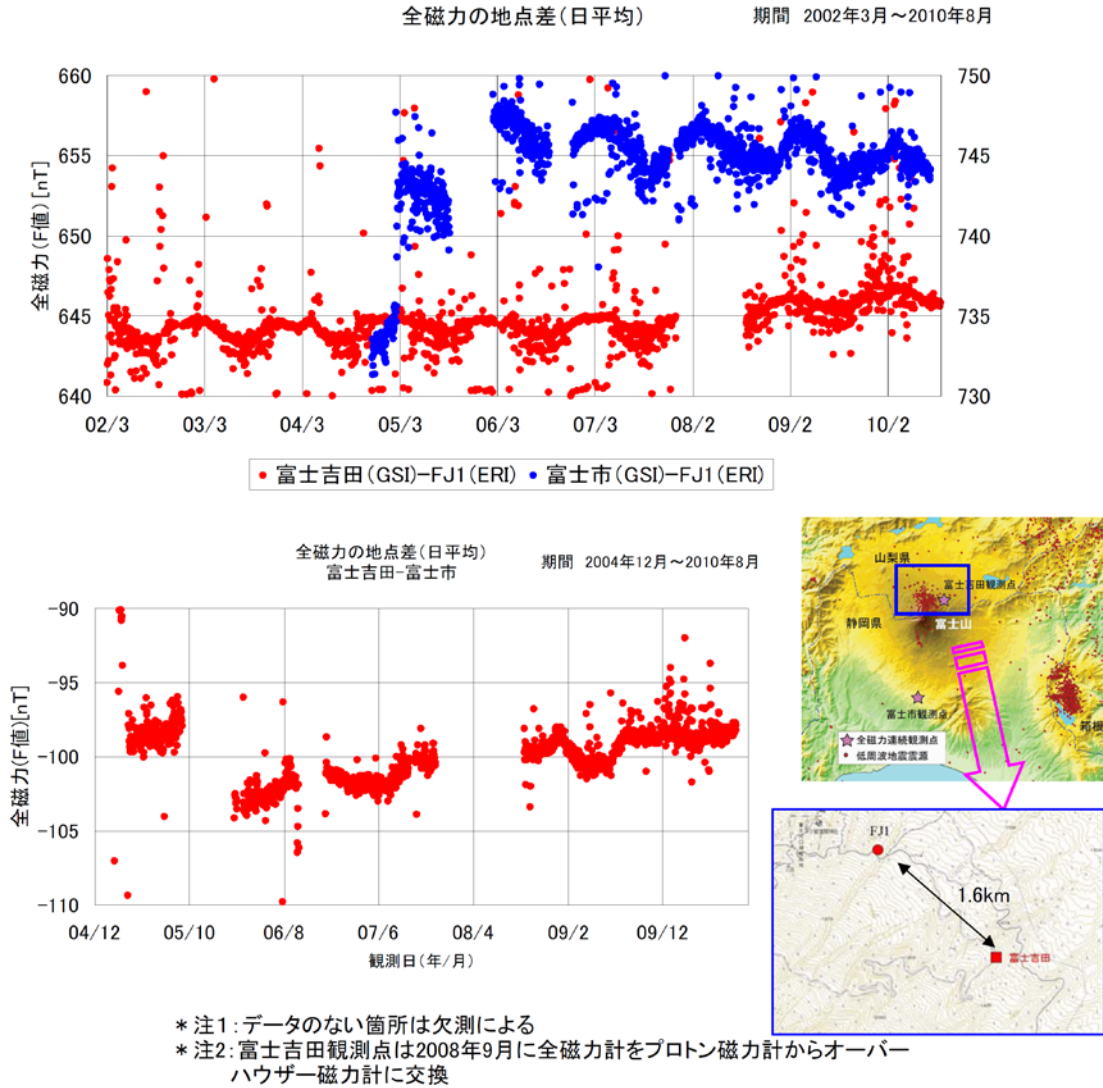 全磁力の地点差(日平均)
期間 2002年3月～2010年8月
全磁力(F値)[nT]
660
655
650
645
640
750
745
740
735
730
02/3 03/3 04/3 05/3 06/3 07/3 08/2 09/2 10/2
富士吉田(GSI)−FJ1(ERI) 富士市(GSI)−FJ1(ERI)
全磁力の地点差(日平均)
富士吉田−富士市
期間 2004年12月～2010年8月
全磁力(F値)[nT]
-90
-95
-100
-105
-110
04/12 05/10 06/8 07/6 08/4 09/2 09/12
観測日(年/月)
山梨県
富士吉田観測点
静岡県
富士山
富士市観測点
箱根
全磁力連続観測点
低周波地震震源
FJ1
1.6km
富士吉田
＊注1：データのない箇所は欠測による
＊注2：富士吉田観測点は2008年9月に全磁力計をプロトン磁力計からオーバー
ハウザー磁力計に交換